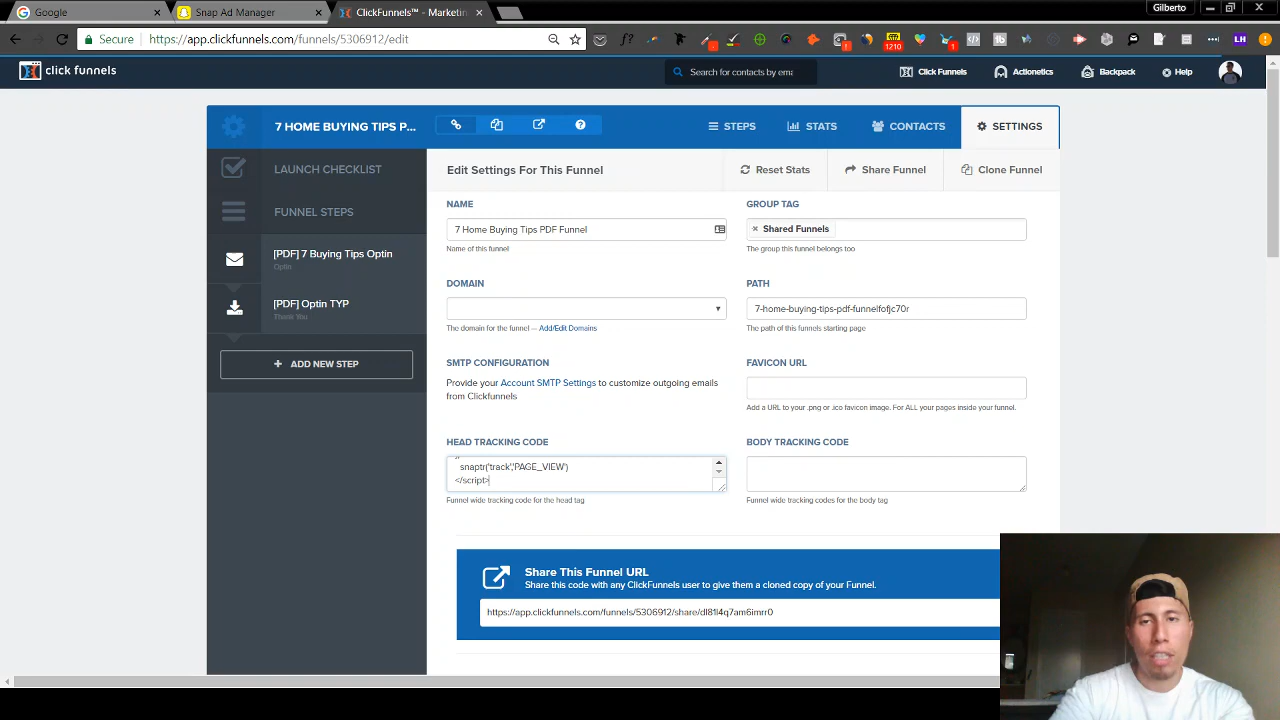 Google
Snap Ad Manager
ClickFunnels™ - Marketin
Gilberto
Secure
https://app.clickfunnels.com/funnels/5306912/edit
1210
LH
click funnels
Search for contacts by ema
Click Funnels
Actionetics
Backpack
Help
7 HOME BUYING TIPS P...
STEPS
STATS
CONTACTS
SETTINGS
LAUNCH CHECKLIST
FUNNEL STEPS
[PDF] 7 Buying Tips Optin
Optin
[PDF] Optin TYP
Thank You
ADD NEW STEP
Edit Settings For This Funnel
Reset Stats
Share Funnel
Clone Funnel
NAME
7 Home Buying Tips PDF Funnel
Name of this funnel
GROUP TAG
× Shared Funnels
The group this funnel belongs too
DOMAIN
The domain for the funnel — Add/Edit Domains
PATH
7-home-buying-tips-pdf-funnelfofjc70r
The path of this funnels starting page
SMTP CONFIGURATION
Provide your Account SMTP Settings to customize outgoing emails
from Clickfunnels
FAVICON URL
Add a URL to your .png or .ico favicon image. For ALL your pages inside your funnel.
HEAD TRACKING CODE
snaptr('track','PAGE_VIEW')
</script>
Funnel wide tracking code for the head tag
BODY TRACKING CODE
Funnel wide tracking codes for the body tag
Share This Funnel URL
Share this code with any ClickFunnels user to give them a cloned copy of your Funnel.
https://app.clickfunnels.com/funnels/5306912/share/dl81l4q7am6imrr0